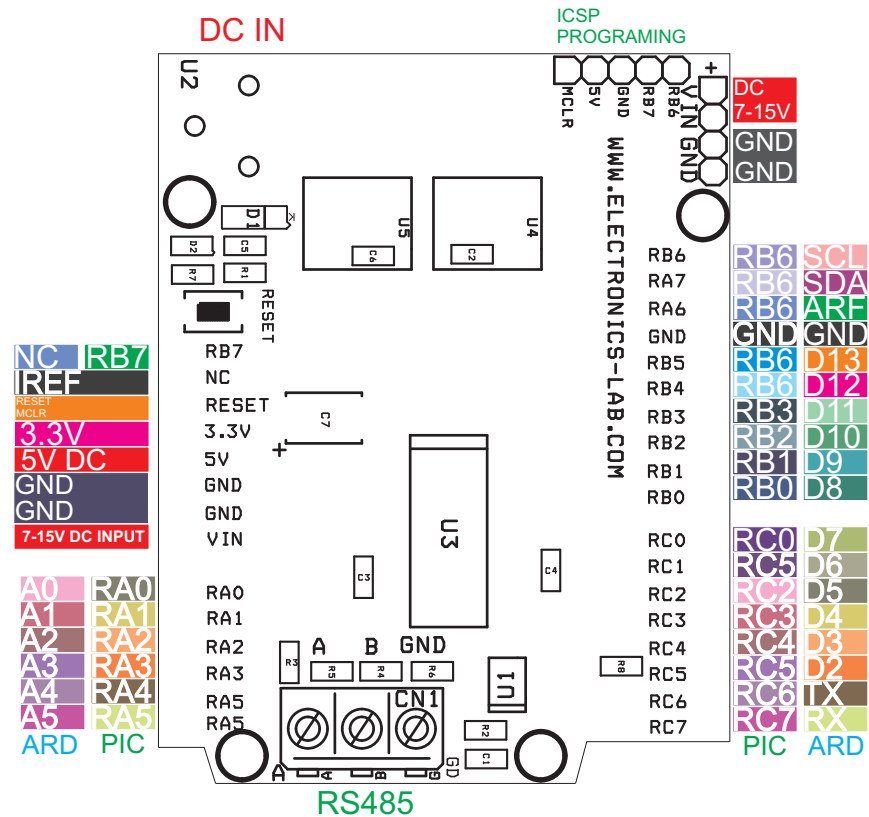 DC IN
ICSP
PROGRAMING
U2
MCLR
5V
GND
RB7
RB6
+
VIN
GND
DC
7-15V
GND
GND
WWW.ELECTRONICS-LAB.COM
D1
K
U5
U4
C6
C2
D2
C5
R7
R1
RESET
RB6
RA7
RA6
GND
RB5
RB4
RB3
RB2
RB1
RB0
RB6 SCL
RB6 SDA
RB6 ARF
GND GND
RB6 D13
RB6 D12
RB3 D11
RB2 D10
RB1 D9
RB0 D8
NC RB7
IREF
RESET
MCLR
3.3V
5V DC
GND
GND
7-15V DC INPUT
RB7
NC
RESET
3.3V
5V
GND
GND
VIN
C7
+
U3
C3
C4
RC0
RC1
RC2
RC3
RC4
RC5
RC6
RC7
RC0 D7
RC5 D6
RC2 D5
RC3 D4
RC4 D3
RC5 D2
RC6 TX
RC7 RX
PIC ARD
A0 RA0
A1 RA1
A2 RA2
A3 RA3
A4 RA4
A5 RA5
ARD PIC
RA0
RA1
RA2
RA3
RA5
RA5
A B GND
R3
R5
R4
R6
R8
CN1
U1
R2
C1
GD
A
A
B
G
RS485